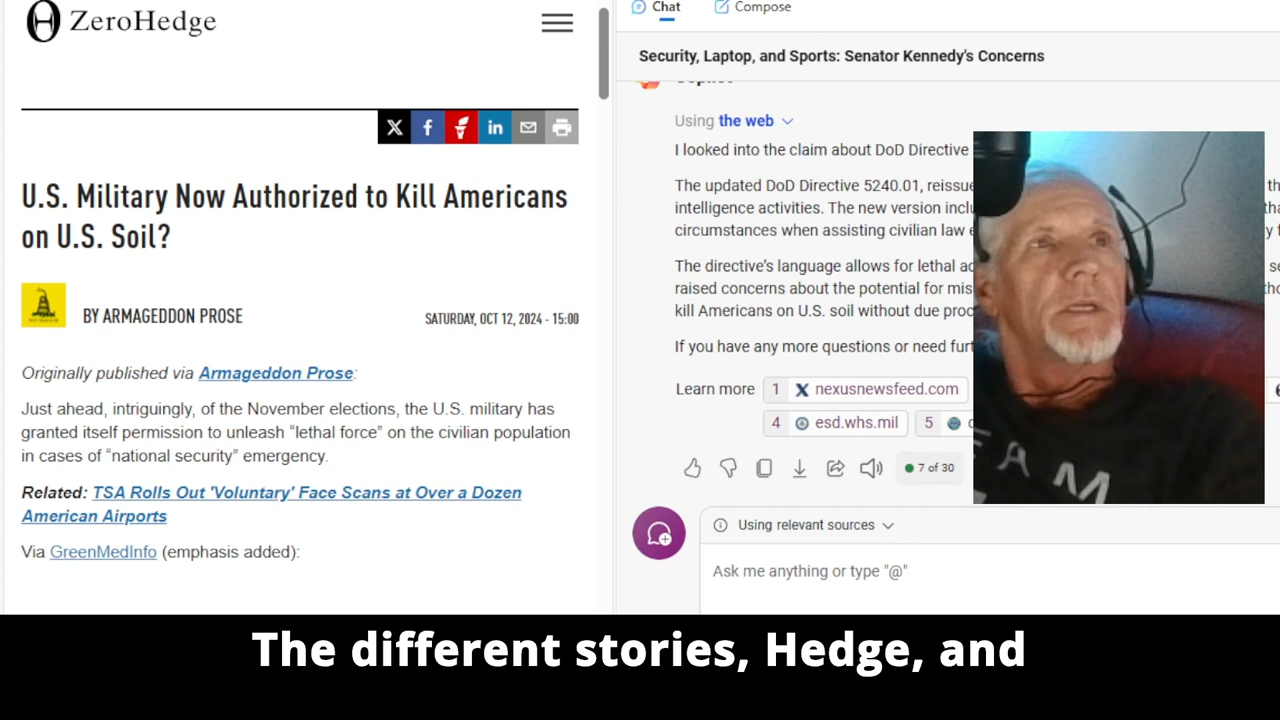 ZeroHedge
U.S. Military Now Authorized to Kill Americans
on U.S. Soil?
BY ARMAGEDDON PROSE
SATURDAY, OCT 12, 2024 - 15:00
Originally published via Armageddon Prose:
Just ahead, intriguingly, of the November elections, the U.S. military has
granted itself permission to unleash “lethal force” on the civilian population
in cases of “national security” emergency.
Related: TSA Rolls Out 'Voluntary' Face Scans at Over a Dozen
American Airports
Via GreenMedInfo (emphasis added):
Chat
Compose
Security, Laptop, and Sports: Senator Kennedy's Concerns
Using the web
I looked into the claim about DoD Directive
The updated DoD Directive 5240.01,
intelligence activities. The new version
circumstances when assisting civilian law
The directive’s language allows for lethal
raised concerns about the potential for
kill Americans on U.S. soil without due
If you have any more questions or need
Learn more 1 nexusnewsfeed.com
4 esd.whs.mil 5
7 of 30
Using relevant sources
Ask me anything or type "@"
The different stories, Hedge, and